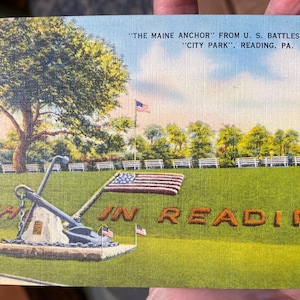 "THE MAINE ANCHOR" FROM U. S. BATTLES
"CITY PARK", READING, PA.
IN READIN